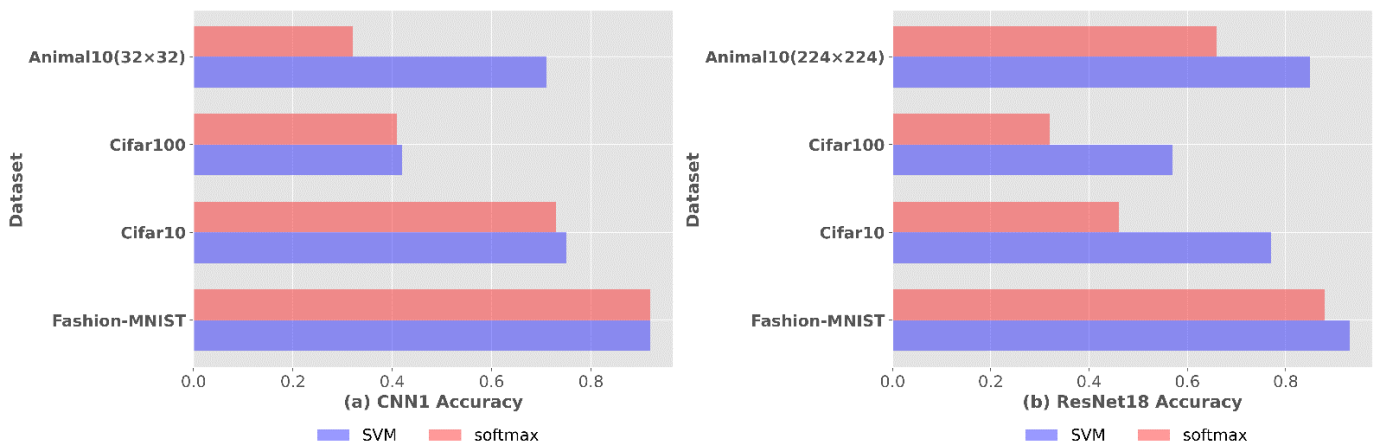 Animal10(32×32)
Cifar100
Cifar10
Fashion-MNIST
Dataset
0.0 0.2 0.4 0.6 0.8
(a) CNN1 Accuracy
SVM softmax
Animal10(224×224)
Cifar100
Cifar10
Fashion-MNIST
Dataset
0.0 0.2 0.4 0.6 0.8
(b) ResNet18 Accuracy
SVM softmax